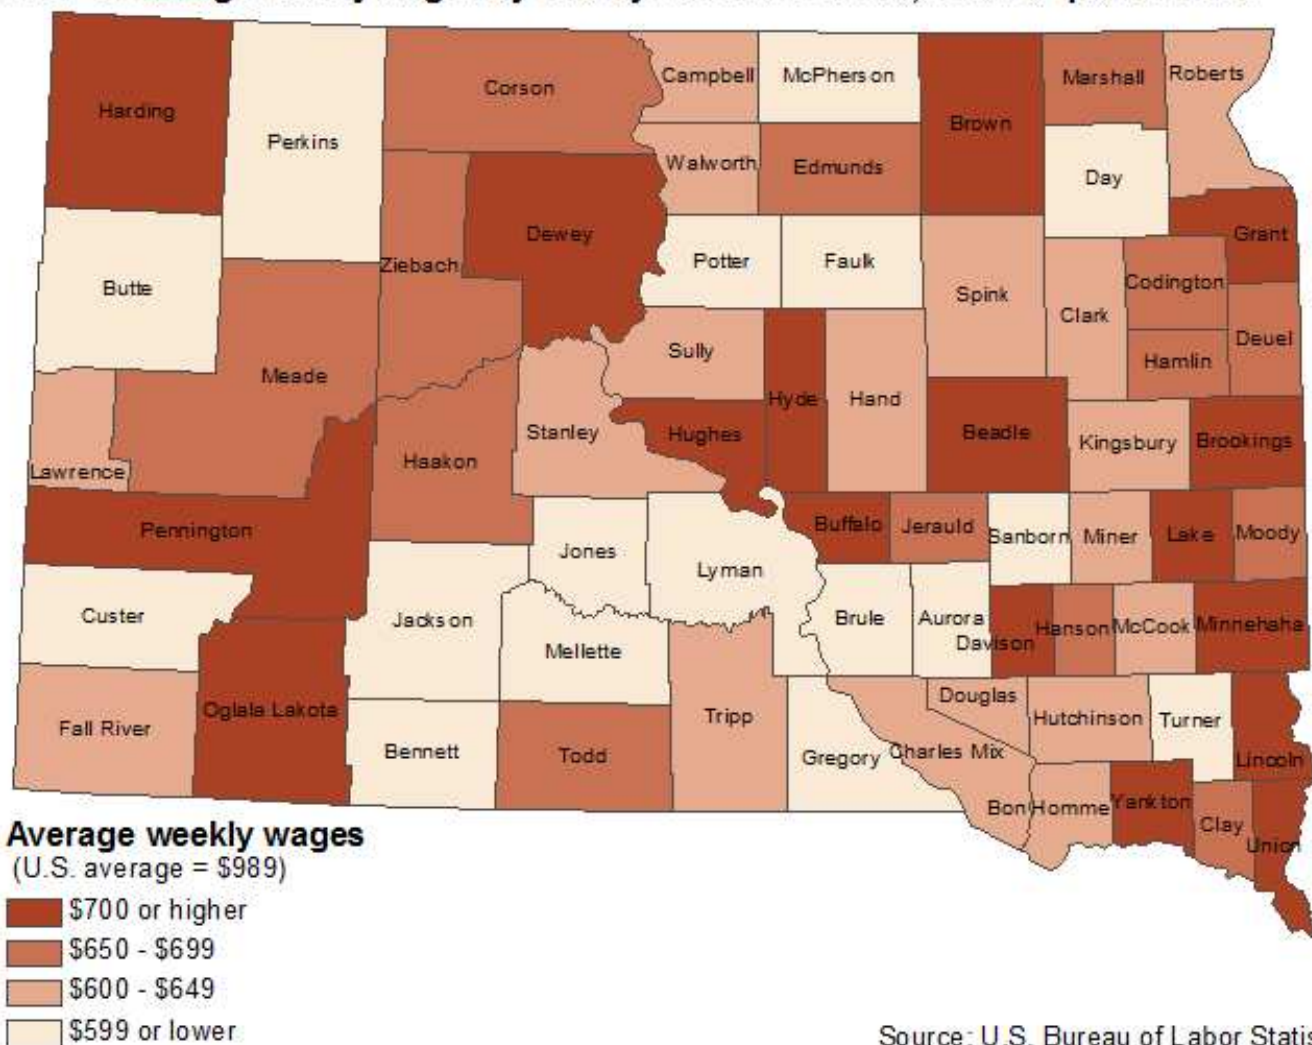 Harding
Perkins
Corson
Campbell
McPherson
Brown
Marshall
Roberts
Walworth
Edmunds
Day
Dewey
Ziebach
Butte
Potter
Faulk
Spink
Clark
Codington
Grant
Hamlin
Deuel
Meade
Sully
Hyde
Hand
Lawrence
Haakon
Stanley
Hughes
Beadle
Kingsbury
Brookings
Pennington
Jones
Lyman
Buffalo
Jerauld
Sanborn
Miner
Lake
Moody
Custer
Jackson
Mellette
Brule
Aurora
Davison
Hanson
McCook
Minnehaha
Fall River
Oglala Lakota
Bennett
Todd
Tripp
Gregory
Charles Mix
Douglas
Hutchinson
Turner
Lincoln
Bon Homme
Yankton
Clay
Union
Average weekly wages
(U.S. average = $989)
$700 or higher
$650 - $699
$600 - $649
$599 or lower
Source: U.S. Bureau of Labor Statis